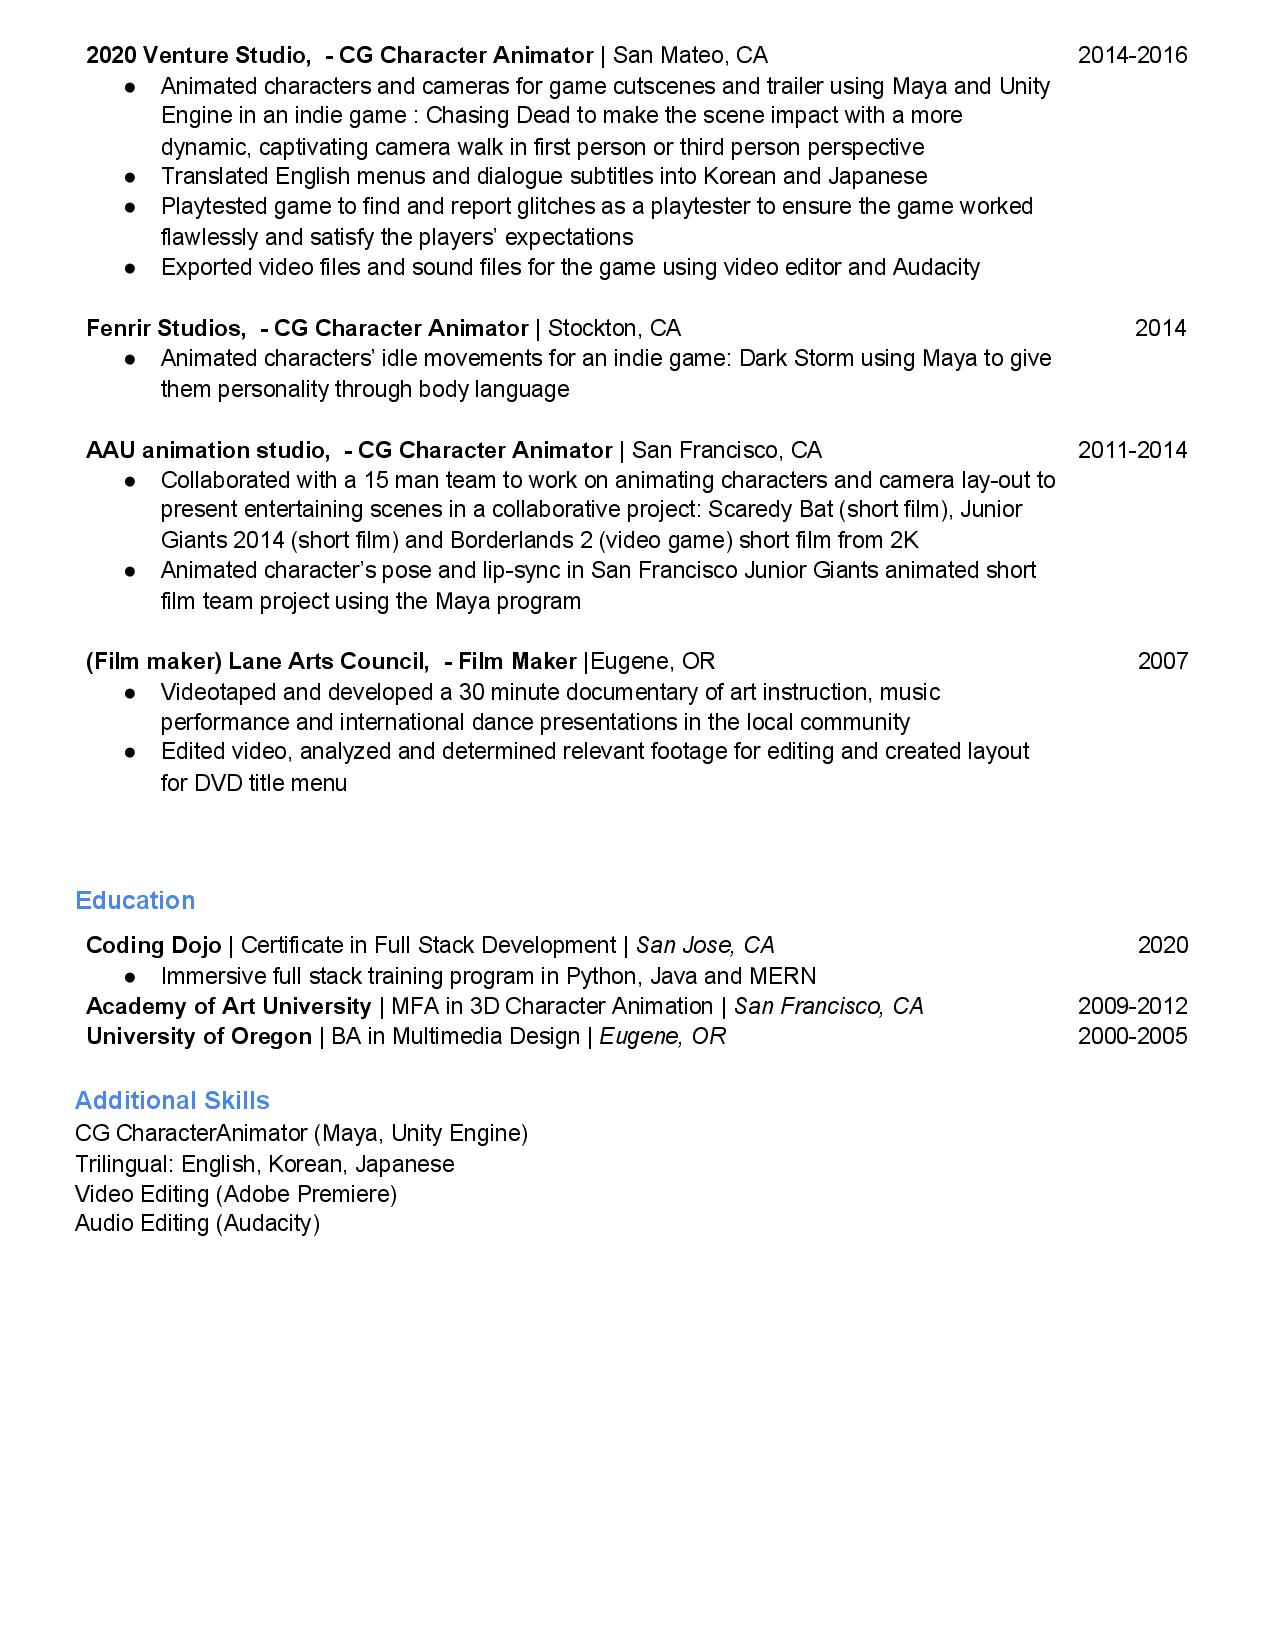 2020 Venture Studio,  - CG Character Animator | San Mateo, CA 2014-2016
● Animated characters and cameras for game cutscenes and trailer using Maya and Unity
Engine in an indie game : Chasing Dead to make the scene impact with a more
dynamic, captivating camera walk in first person or third person perspective
● Translated English menus and dialogue subtitles into Korean and Japanese
● Playtested game to find and report glitches as a playtester to ensure the game worked
flawlessly and satisfy the players’ expectations
● Exported video files and sound files for the game using video editor and Audacity
Fenrir Studios,  - CG Character Animator | Stockton, CA 2014
● Animated characters’ idle movements for an indie game: Dark Storm using Maya to give
them personality through body language
AAU animation studio,  - CG Character Animator | San Francisco, CA 2011-2014
● Collaborated with a 15 man team to work on animating characters and camera lay-out to
present entertaining scenes in a collaborative project: Scaredy Bat (short film), Junior
Giants 2014 (short film) and Borderlands 2 (video game) short film from 2K
● Animated character’s pose and lip-sync in San Francisco Junior Giants animated short
film team project using the Maya program
(Film maker) Lane Arts Council,  - Film Maker |Eugene, OR 2007
● Videotaped and developed a 30 minute documentary of art instruction, music
performance and international dance presentations in the local community
● Edited video, analyzed and determined relevant footage for editing and created layout
for DVD title menu
Education
Coding Dojo | Certificate in Full Stack Development | San Jose, CA 2020
● Immersive full stack training program in Python, Java and MERN
Academy of Art University | MFA in 3D Character Animation | San Francisco, CA 2009-2012
University of Oregon | BA in Multimedia Design | Eugene, OR 2000-2005
Additional Skills
CG CharacterAnimator (Maya, Unity Engine)
Trilingual: English, Korean, Japanese
Video Editing (Adobe Premiere)
Audio Editing (Audacity)